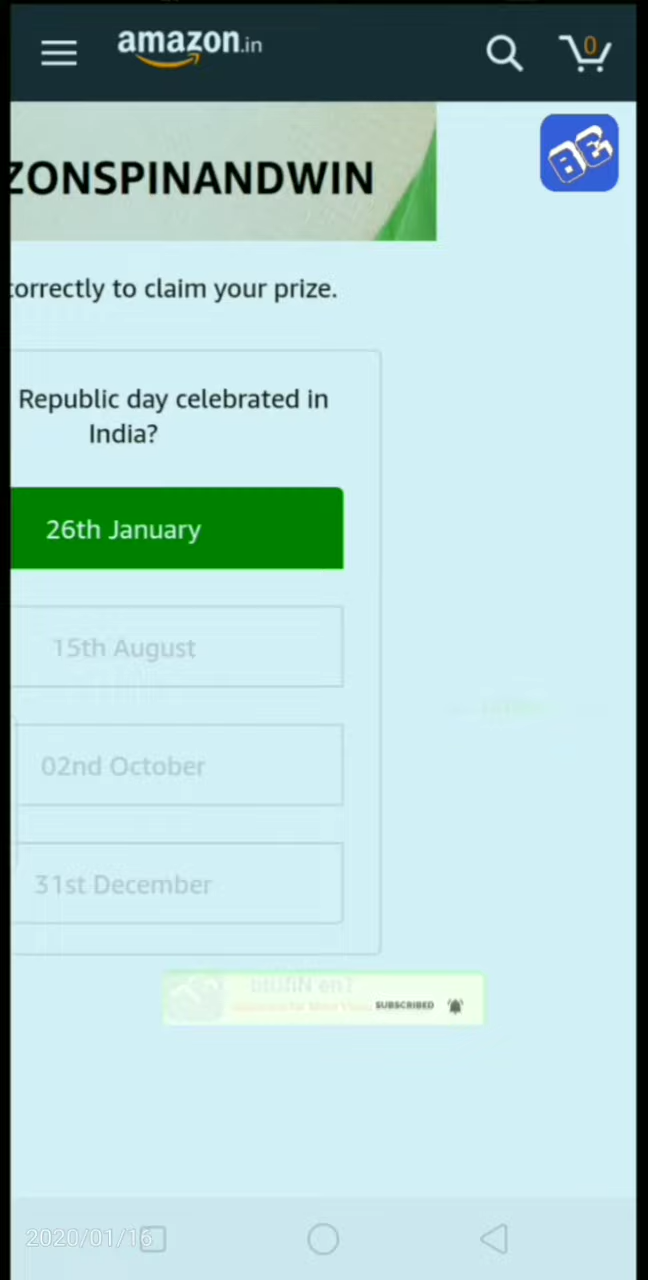 amazon.in
0
ZONSPINANDWIN
BE
correctly to claim your prize.
Republic day celebrated in
India?
26th January
15th August
02nd October
31st December
SUBSCRIBED
2020/01/16